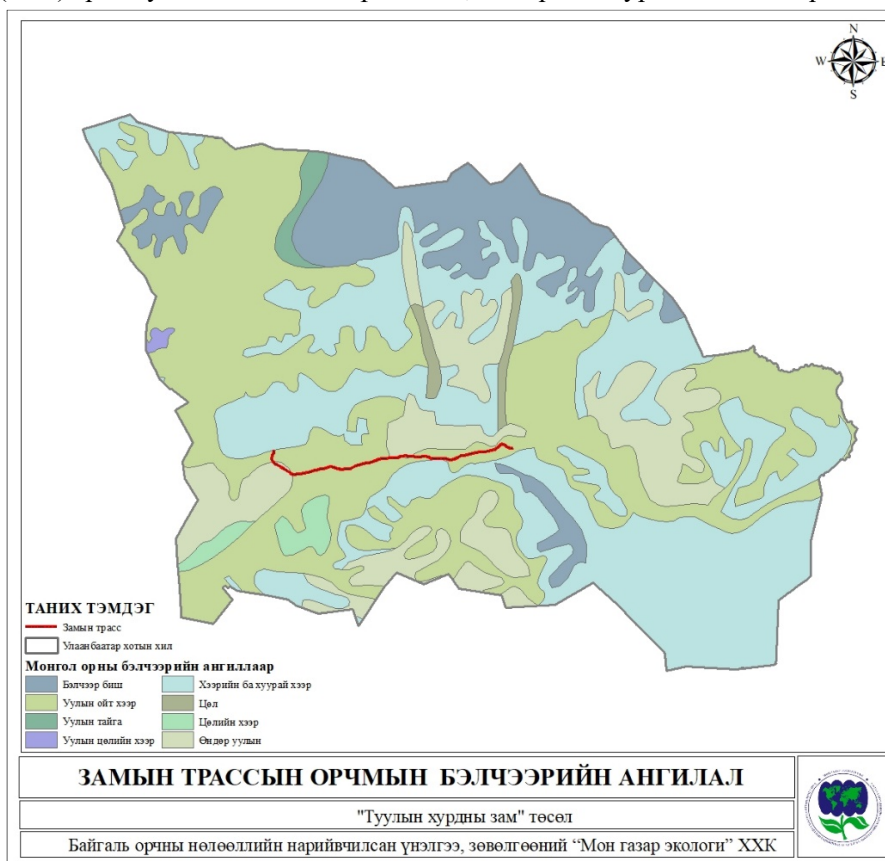 N
W E
S
ТАНИХ ТЭМДЭГ
Замын трасс
Улаанбаатар хотын хил
Монгол орны бэлчээрийн ангиллаар
Бэлчээр биш Хээрийн ба хуурай хээр
Уулын ойт хээр Цөл
Уулын тайга Цөлийн хээр
Уулын цөлийн хээр Өндөр уулын
ЗАМЫН ТРАССЫН ОРЧМЫН БЭЛЧЭЭРИЙН АНГИЛАЛ
"Туулын хурдны зам" төсөл
Байгаль орчны нөлөөллийн нарийвчилсан үнэлгээ, зөвөлгөөний “Мон газар экологи” ХХК